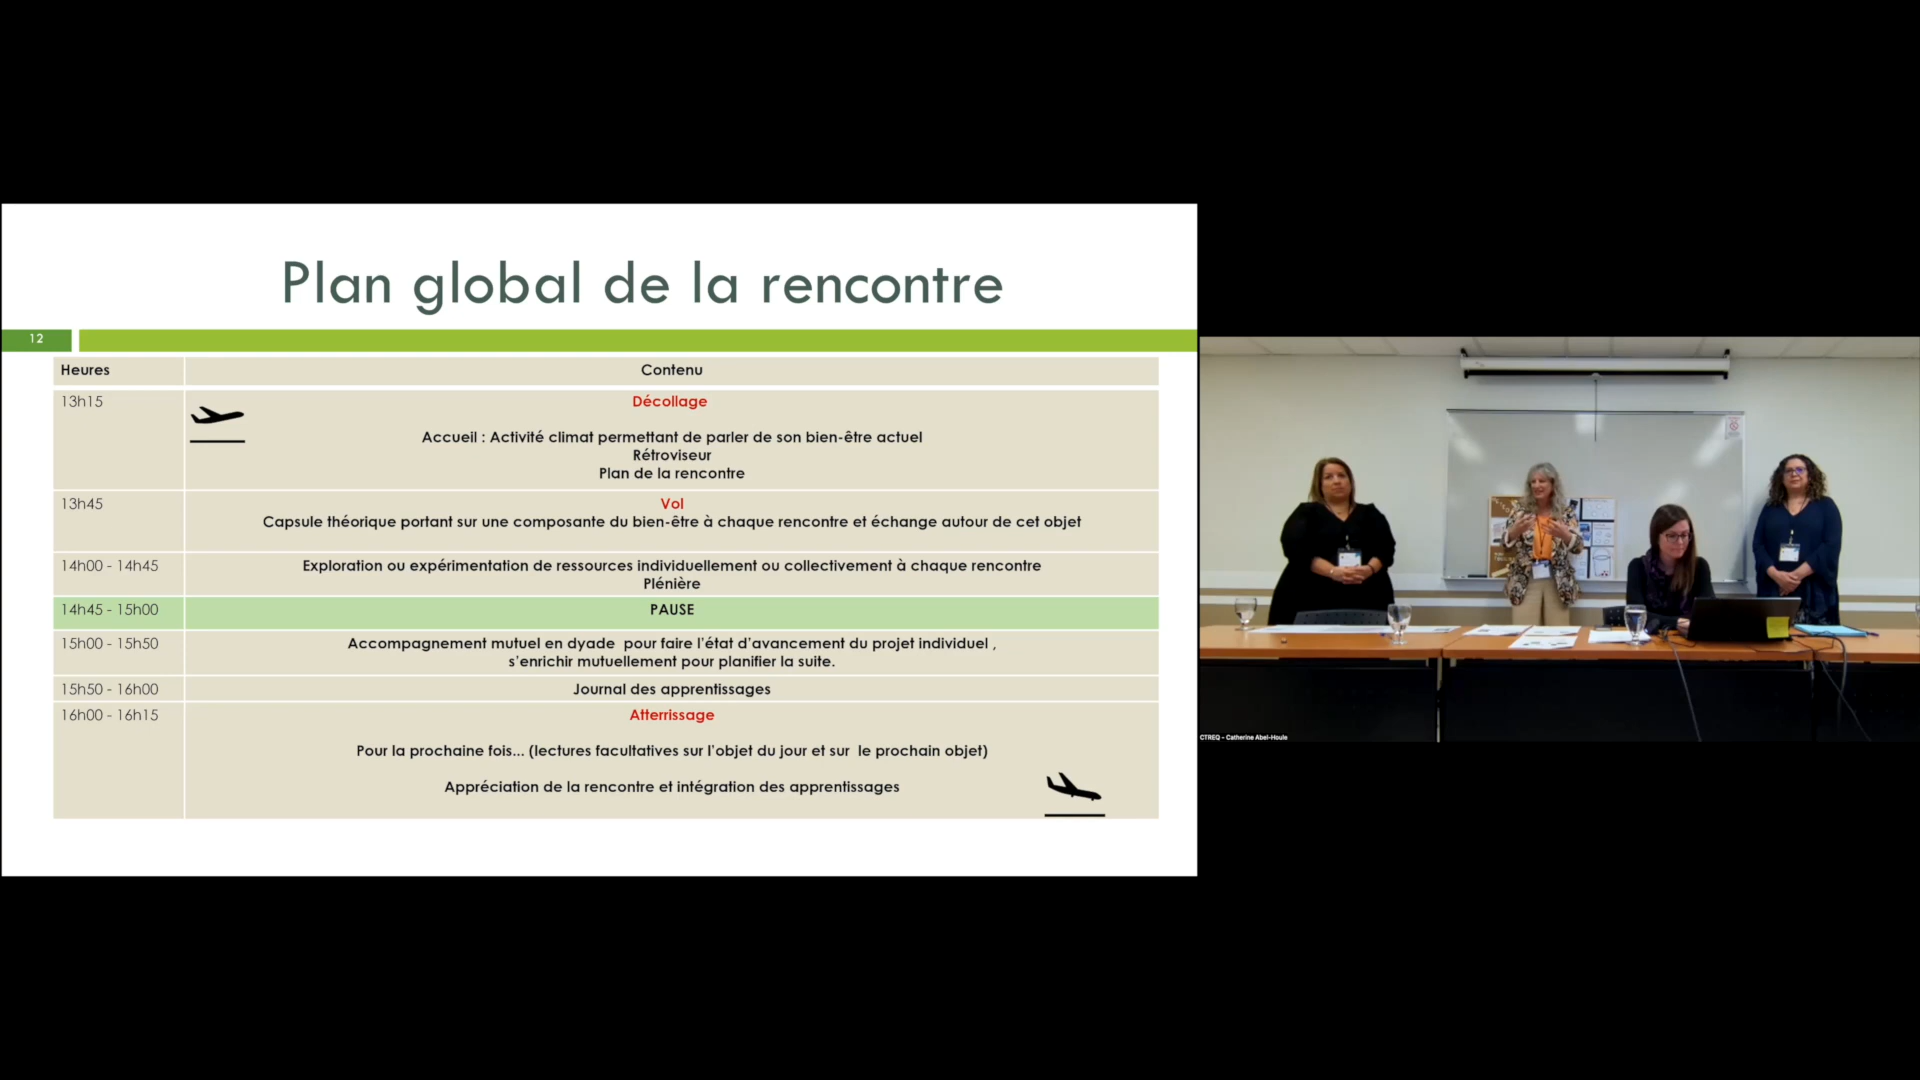 Plan global de la rencontre
12
Heures
Contenu
13h15
Décollage
Accueil : Activité climat permettant de parler de son bien-être actuel
Rétroviseur
Plan de la rencontre
13h45
Vol
Capsule théorique portant sur une composante du bien-être à chaque rencontre et échange autour de cet objet
14h00 - 14h45
Exploration ou expérimentation de ressources individuellement ou collectivement à chaque rencontre
Plénière
14h45 - 15h00
PAUSE
15h00 - 15h50
Accompagnement mutuel en dyade pour faire l'état d'avancement du projet individuel ,
s'enrichir mutuellement pour planifier la suite.
15h50 - 16h00
Journal des apprentissages
16h00 - 16h15
Atterrissage
Pour la prochaine fois... (lectures facultatives sur l'objet du jour et sur le prochain objet)
Appréciation de la rencontre et intégration des apprentissages
CTREQ - Catherine Abel-Houle